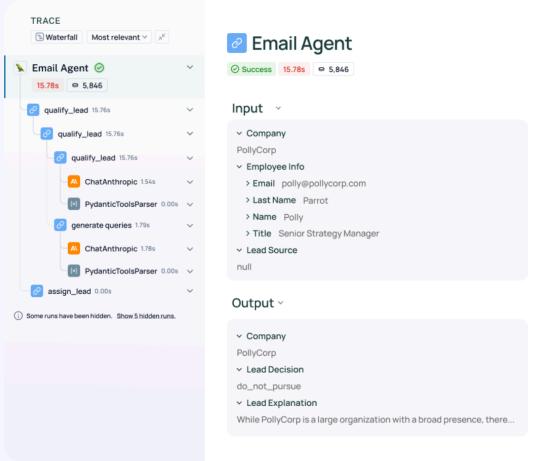 TRACE
Waterfall Most relevant
Email Agent
15.78s 5,846
qualify_lead 15.76s
qualify_lead 15.76s
qualify_lead 15.76s
ChatAnthropic 1.54s
PydanticToolsParser 0.00s
generate queries 1.79s
ChatAnthropic 1.78s
PydanticToolsParser 0.00s
assign_lead 0.00s
Some runs have been hidden. Show 5 hidden runs.
Email Agent
Success 15.78s 5,846
Input
Company
PollyCorp
Employee Info
Email polly@pollycorp.com
Last Name Parrot
Name Polly
Title Senior Strategy Manager
Lead Source
null
Output
Company
PollyCorp
Lead Decision
do_not_pursue
Lead Explanation
While PollyCorp is a large organization with a broad presence, there...